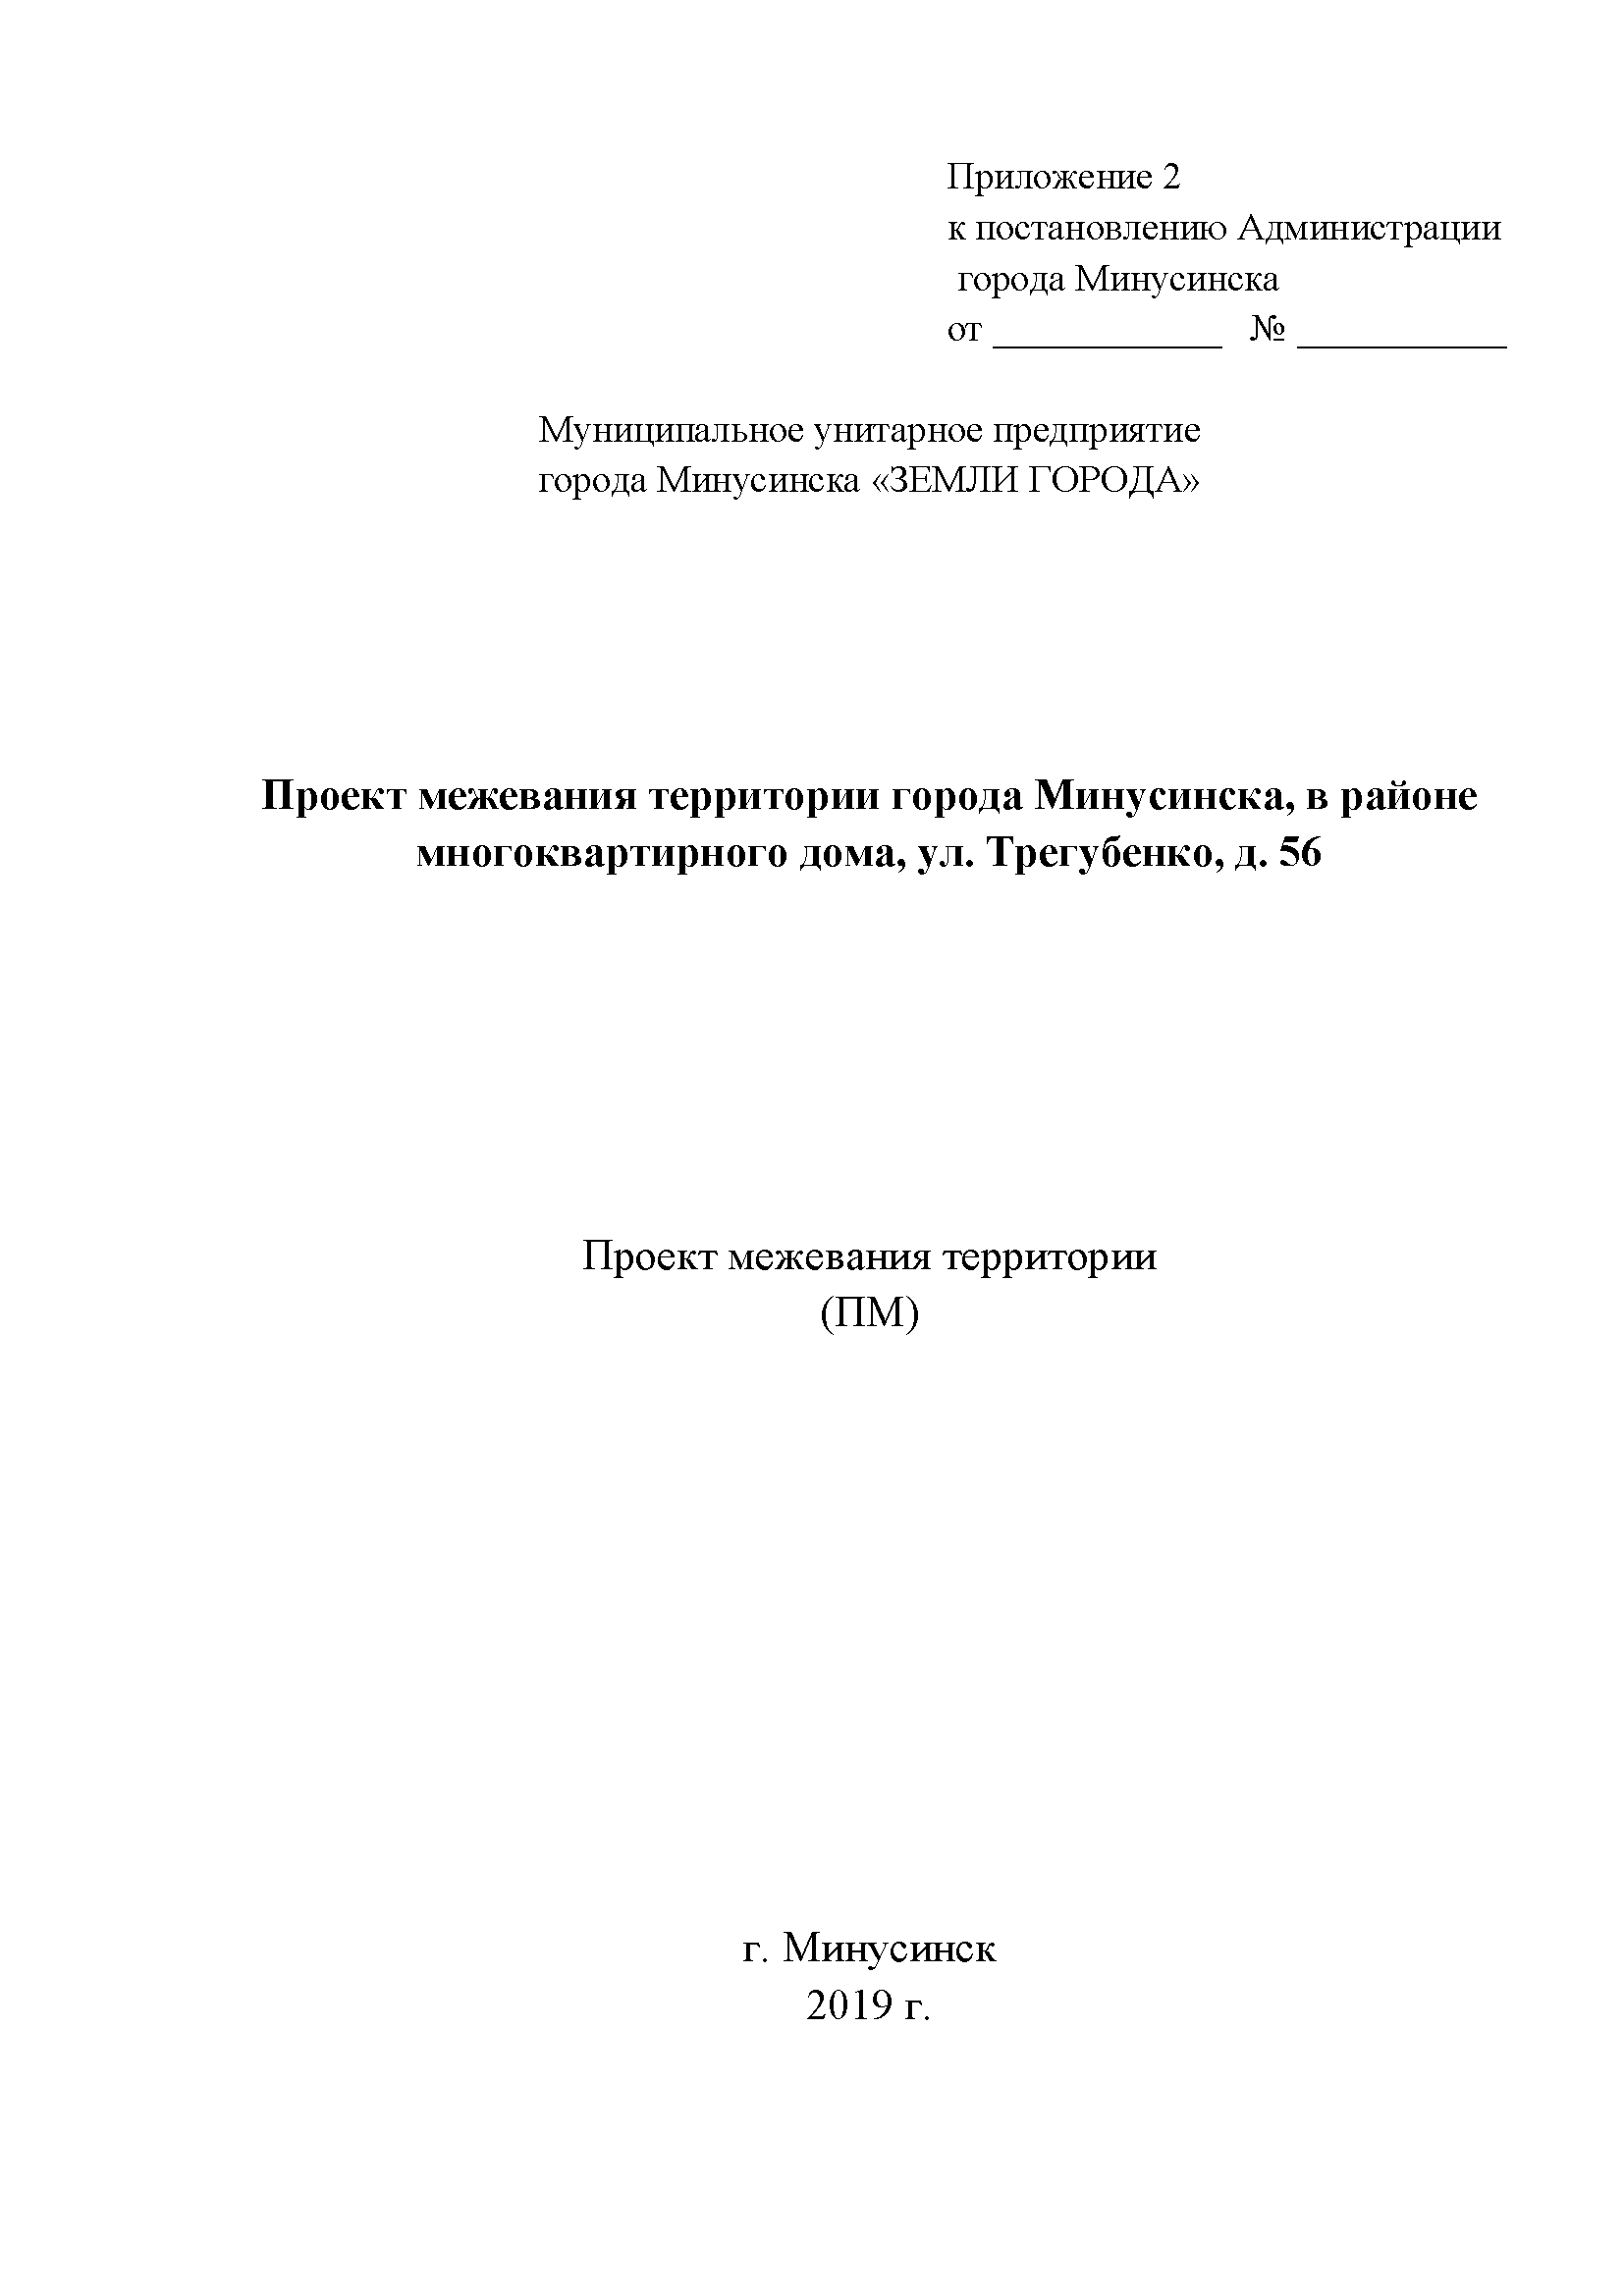 Приложение 2
к постановлению Администрации
города Минусинска
от ____________ № ___________
Муниципальное унитарное предприятие
города Минусинска «ЗЕМЛИ ГОРОДА»
Проект межевания территории города Минусинска, в районе
многоквартирного дома, ул. Трегубенко, д. 56
Проект межевания территории
(ПМ)
г. Минусинск
2019 г.